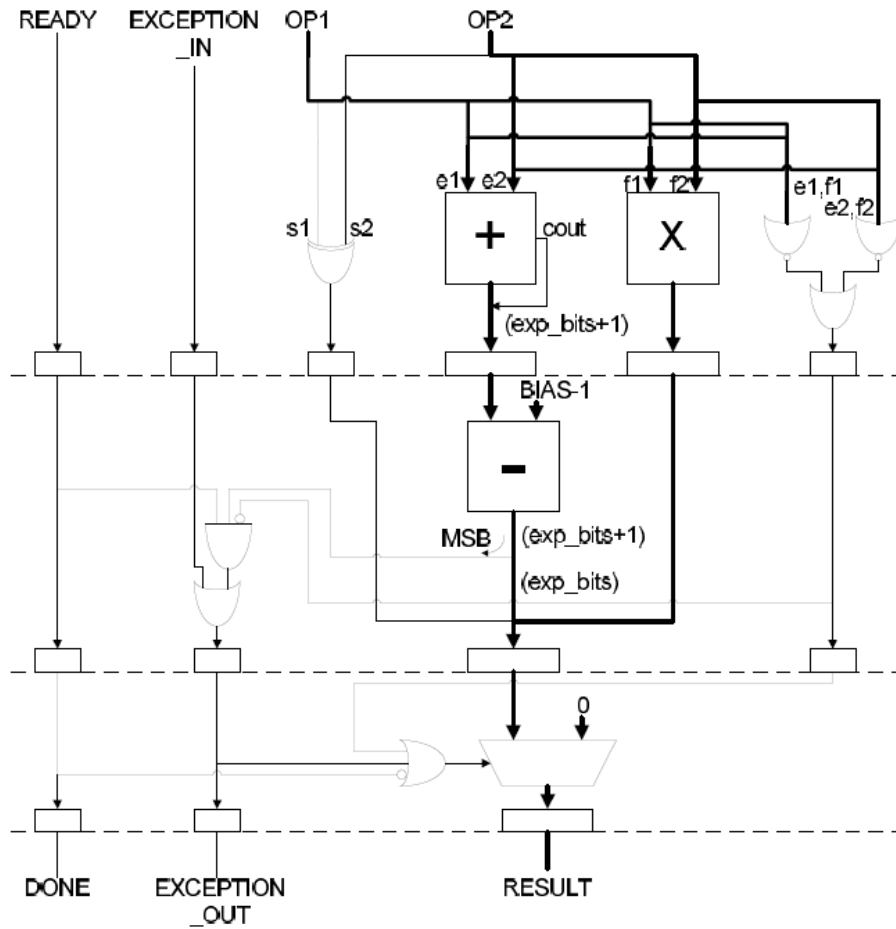 READY EXCEPTION OP1 OP2
_IN
e1 e2 f1 f2 e1,f1
e2,f2
s1 s2 + cout X
(exp_bits+1)
BIAS-1
-
MSB (exp_bits+1)
(exp_bits)
0
DONE EXCEPTION RESULT
_OUT